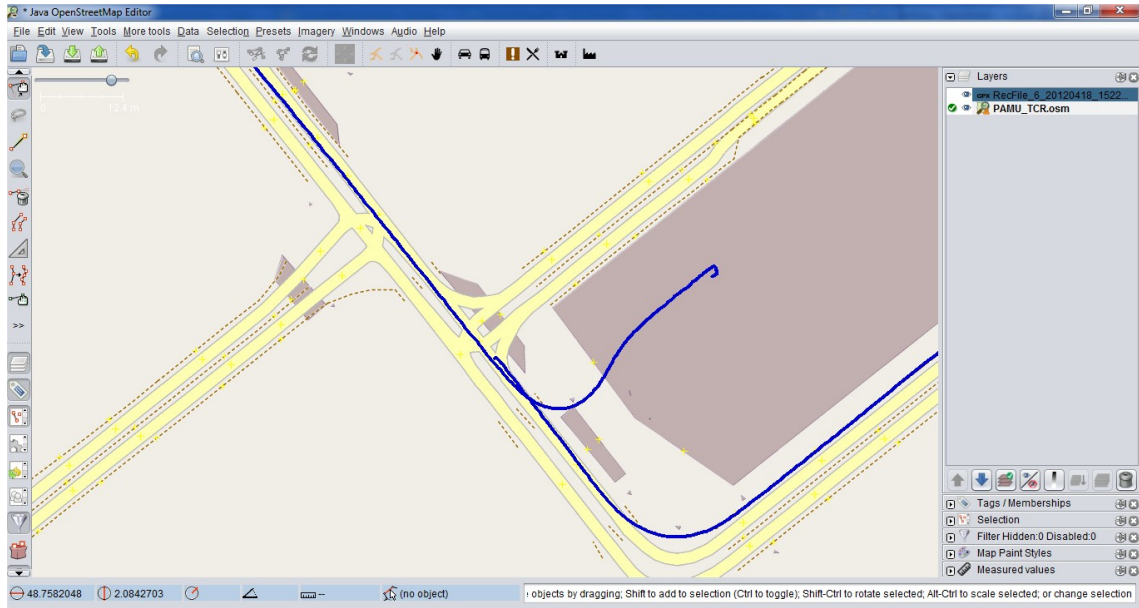 * Java OpenStreetMap Editor
File Edit View Tools More tools Data Selection Presets Imagery Windows Audio Help
0 12.4 m
Layers
GPX RecFile_6_20120418_1522...
PAMU_TCR.osm
>>
Tags / Memberships
Selection
Filter Hidden:0 Disabled:0
Map Paint Styles
Measured values
48.7582048 2.0842703 -- (no object) : objects by dragging; Shift to add to selection (Ctrl to toggle); Shift-Ctrl to rotate selected; Alt-Ctrl to scale selected; or change selection